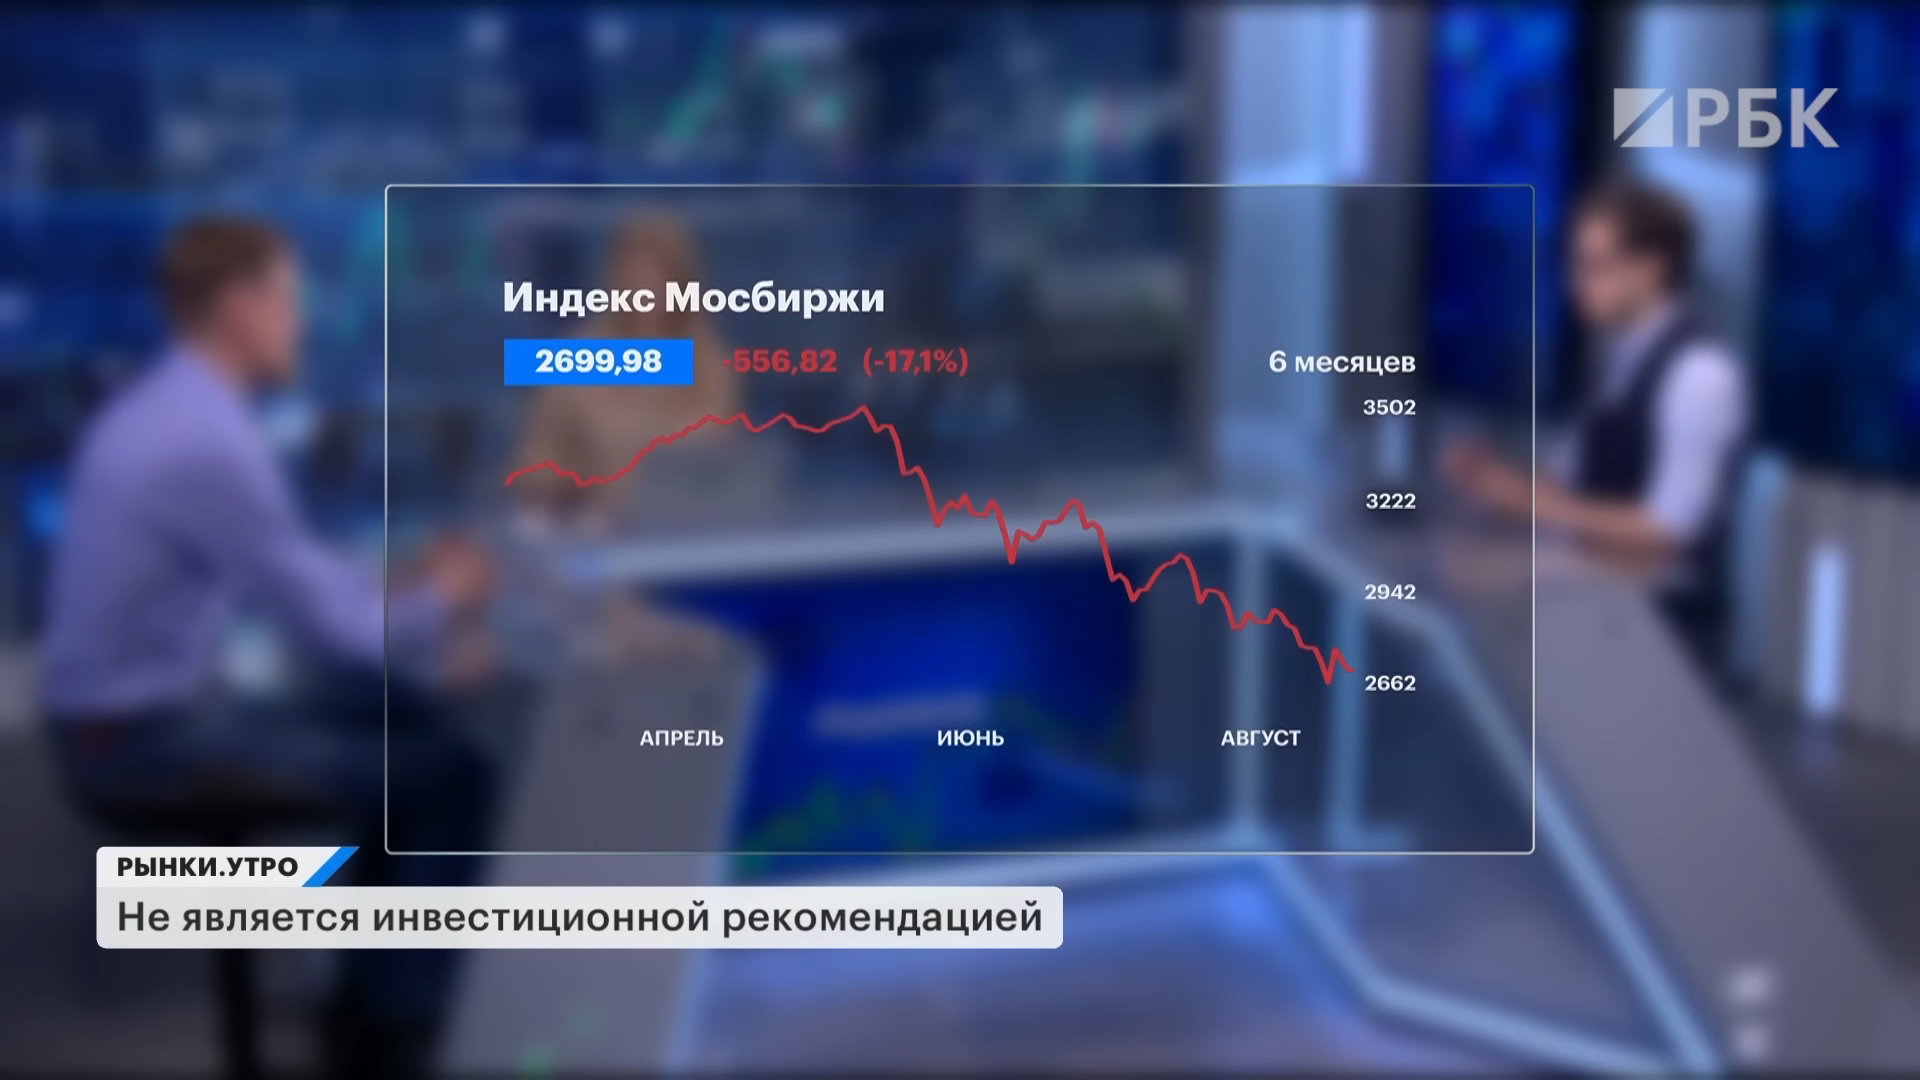 РБК
Индекс Мосбиржи
2699,98 -556,82 (-17,1%) 6 месяцев
3502
3222
2942
2662
АПРЕЛЬ ИЮНЬ АВГУСТ
РЫНКИ.УТРО
Не является инвестиционной рекомендацией